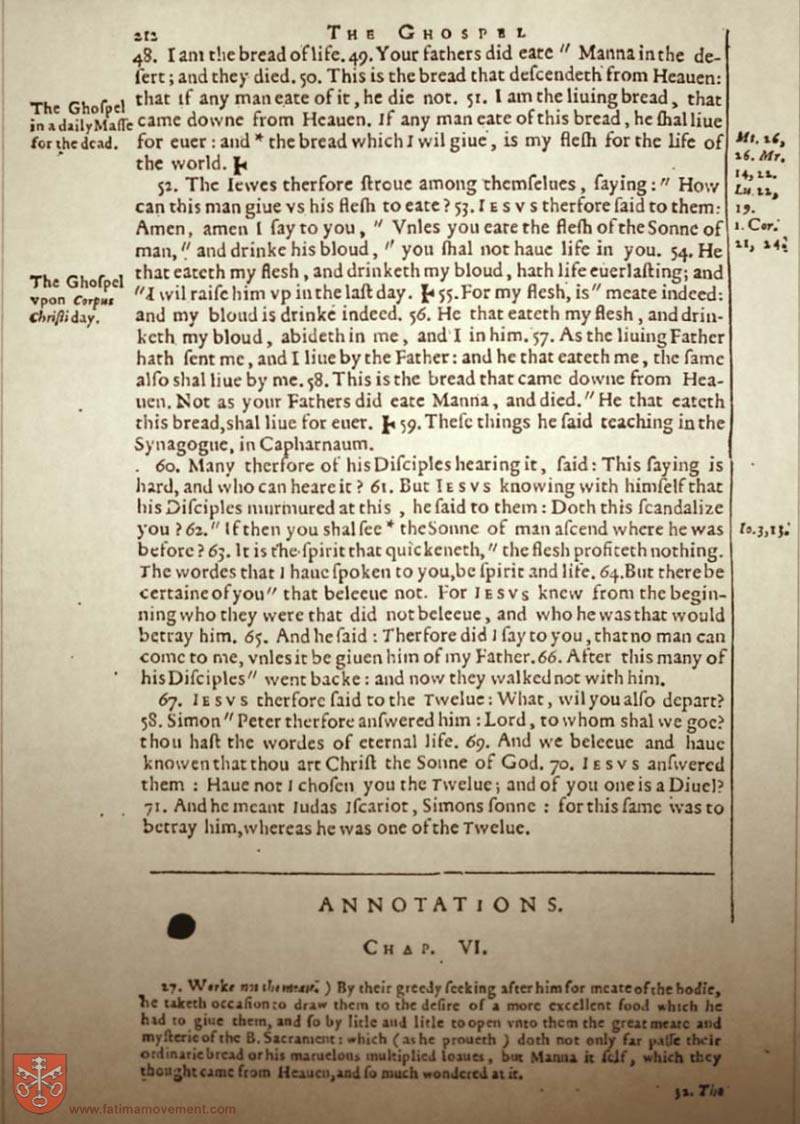 212 THE GHOSPEL
48. I am the bread of life. 49. Your fathers did eate " Manna in the de-
ſert; and they died. 50. This is the bread that deſcendeth from Heauen:
The Ghoſpel
in a daily Maſſe
for the dead.
that if any man eate of it, he die not. 51. I am the liuing bread, that
came downe from Heauen. If any man eate of this bread, he ſhal liue
for euer: and * the bread which I wil giue, is my fleſh for the life of
the world.
Mt. 26,
26. Mr.
14, 22.
Lu. 22,
19.
1. Cor.
11, 24.
52. The Iewes therfore ſtroue among themſelues, ſaying: " How
can this man giue vs his fleſh to eate? 53. IESVS therfore ſaid to them:
Amen, amen I ſay to you, " Vnles you eate the fleſh of the Sonne of
man, " and drinke his bloud, " you ſhal not haue life in you. 54. He
The Ghoſpel
vpon Corpus
Chriſti day.
that eateth my flesh, and drinketh my bloud, hath life euerlaſting; and
"I wil raiſe him vp in the laſt day. 55. For my fleſh, is " meate indeed:
and my bloud is drinke indeed. 56. He that eateth my fleſh, and drin-
keth my bloud, abideth in me, and I in him. 57. As the liuing Father
hath ſent me, and I liue by the Father: and he that eateth me, the ſame
alſo shal liue by me. 58. This is the bread that came downe from Hea-
uen. Not as your Fathers did eate Manna, and died. " He that eateth
this bread, shal liue for euer. 59. Theſe things he ſaid teaching in the
Synagogue, in Capharnaum.
60. Many therfore of his Diſciples hearing it, ſaid: This ſaying is
hard, and who can heare it? 61. But IESVS knowing with himſelf that
his Diſciples murmured at this, he ſaid to them: Doth this ſcandalize
you? 62. " If then you shal ſee * the Sonne of man aſcend where he was
Io. 3, 13.
before? 63. It is the ſpirit that quickeneth, " the flesh profiteth nothing.
The wordes that I haue ſpoken to you, be ſpirit and life. 64. But there be
certaine of you " that beleeue not. For IESVS knew from the begin-
ning who they were that did not beleeue, and who he was that would
betray him. 65. And he ſaid: Therfore did I ſay to you, that no man can
come to me, vnles it be giuen him of my Father. 66. After this many of
his Diſciples " went backe: and now they walked not with him.
67. IESVS therfore ſaid to the Twelue: What, wil you alſo depart?
58. Simon " Peter therfore anſwered him: Lord, to whom shal we goe?
thou haſt the wordes of eternal life. 69. And we beleeue and haue
knowen that thou art Chriſt the Sonne of God. 70. IESVS anſwered
them: Haue not I choſen you the Twelue; and of you one is a Diuel?
71. And he meant Iudas Iſcariot, Simons ſonne: for this ſame was to
betray him, whereas he was one of the Twelue.
ANNOTATIONS.
CHAP. VI.
27. Worke not the meat.) By their greedy ſeeking after him for meate of the bodie,
he taketh occaſion to draw them to the deſire of a more excellent food which he
had to giue them, and ſo by litle and litle to open vnto them the great meate and
myſterie of the B. Sacrament: which (as he proueth) doth not only far paſſe their
ordinarie bread or his maruelous multiplied loaues, but Manna it ſelf, which they
thought came from Heauen, and ſo much wondered at it.
32. The
www.fatimamovement.com